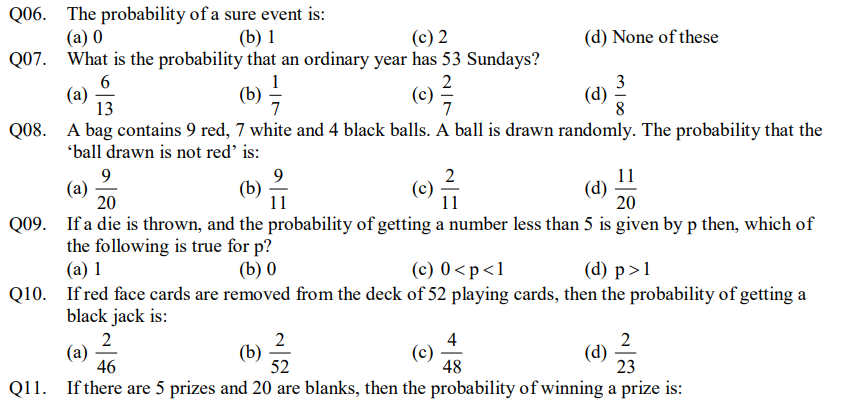 Q06. The probability of a sure event is:
(a) 0 (b) 1 (c) 2 (d) None of these
Q07. What is the probability that an ordinary year has 53 Sundays?
(a) 6/13 (b) 1/7 (c) 2/7 (d) 3/8
Q08. A bag contains 9 red, 7 white and 4 black balls. A ball is drawn randomly. The probability that the
‘ball drawn is not red’ is:
(a) 9/20 (b) 9/11 (c) 2/11 (d) 11/20
Q09. If a die is thrown, and the probability of getting a number less than 5 is given by p then, which of
the following is true for p?
(a) 1 (b) 0 (c) 0 < p < 1 (d) p > 1
Q10. If red face cards are removed from the deck of 52 playing cards, then the probability of getting a
black jack is:
(a) 2/46 (b) 2/52 (c) 4/48 (d) 2/23
Q11. If there are 5 prizes and 20 are blanks, then the probability of winning a prize is: